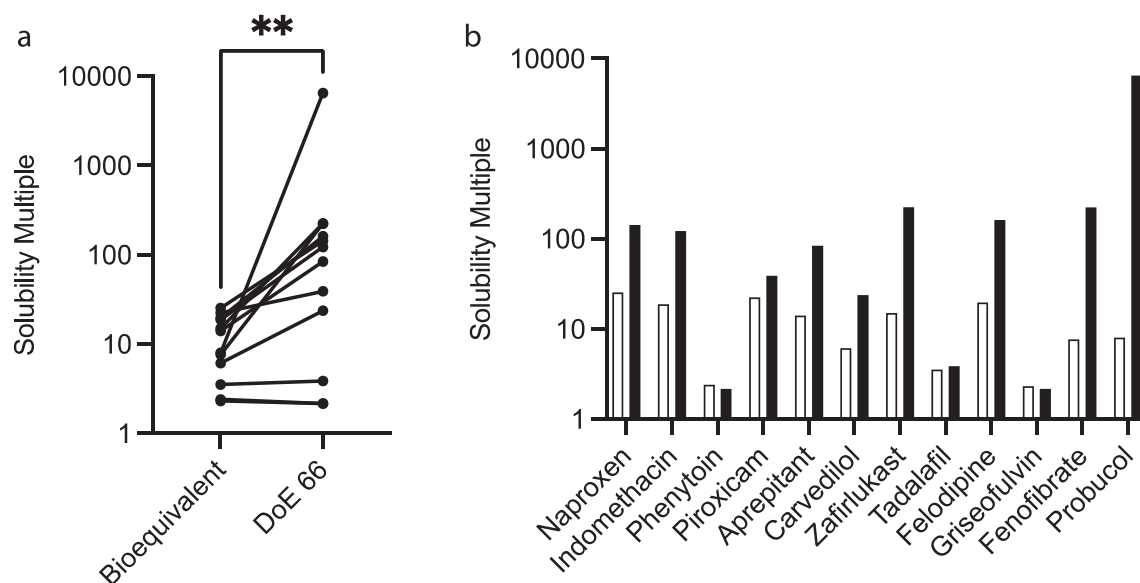 a
**
Solubility Multiple
10000
1000
100
10
1
Bioequivalent
DoE 66
b
Solubility Multiple
10000
1000
100
10
1
Naproxen
Indomethacin
Phenytoin
Piroxicam
Aprepitant
Carvedilol
Zafirlukast
Tadalafil
Felodipine
Griseofulvin
Fenofibrate
Probucol